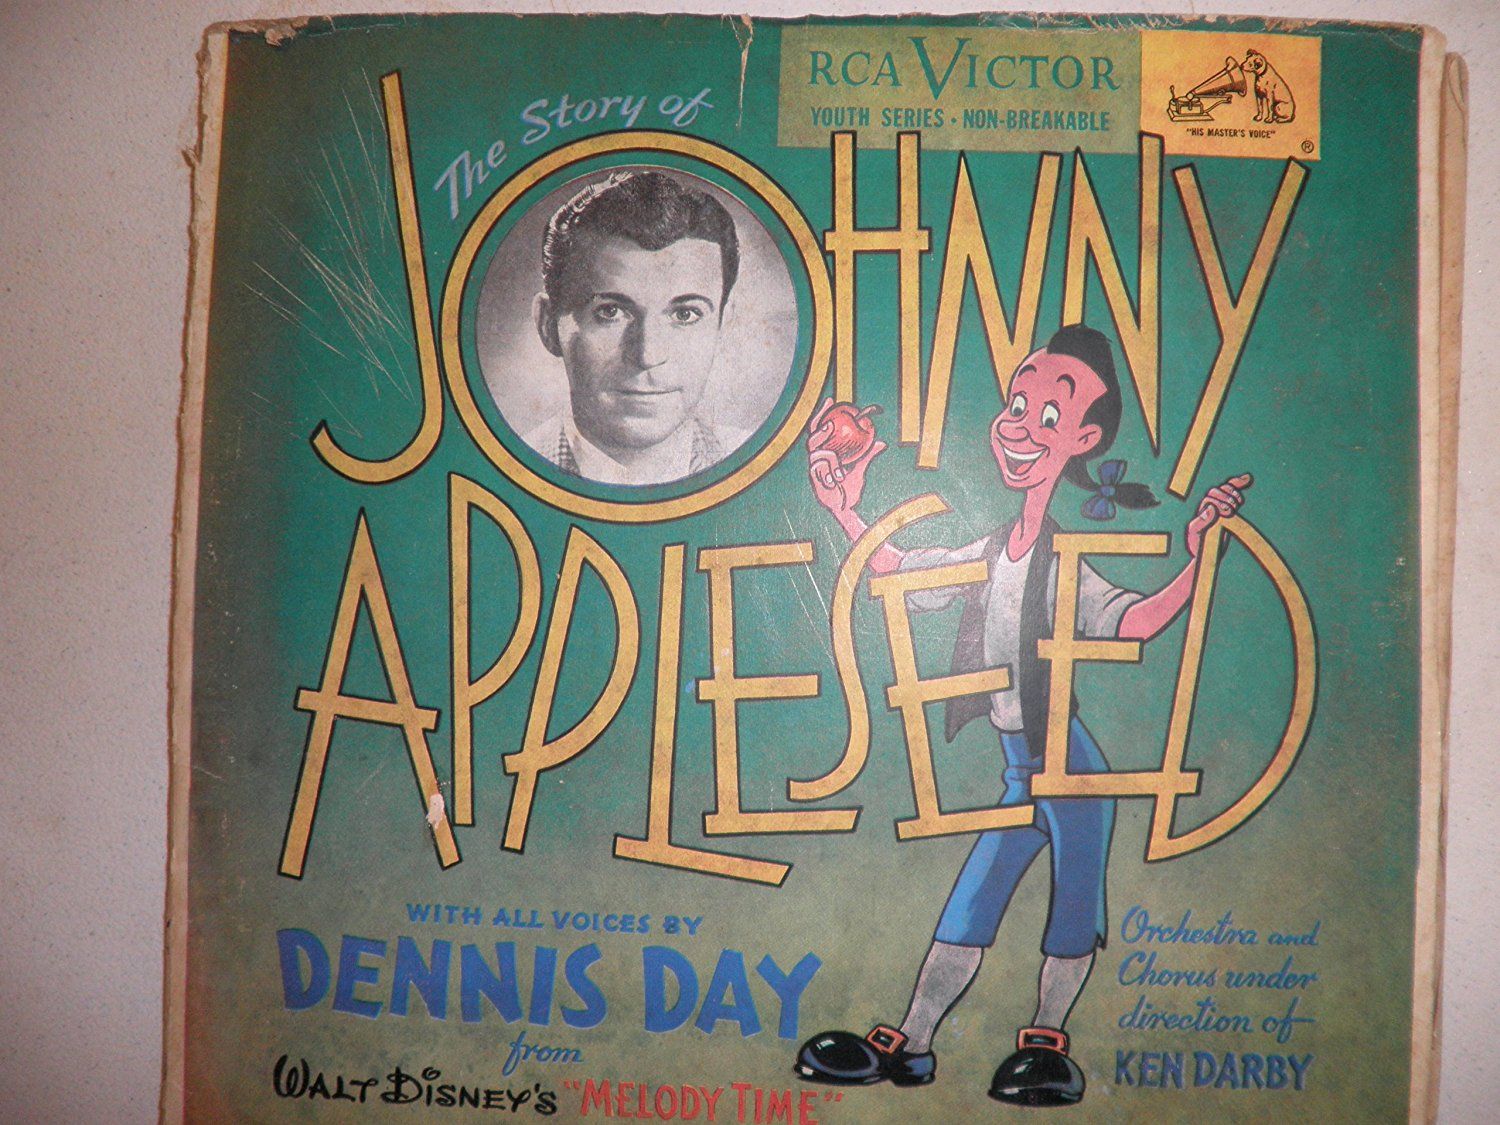 RCA VICTOR
YOUTH SERIES • NON-BREAKABLE
"HIS MASTER'S VOICE"
®
The Story of
JOHNNY
APPLESEED
WITH ALL VOICES BY
DENNIS DAY
from
WALT DISNEY'S "MELODY TIME"
Orchestra and
Chorus under
direction of
KEN DARBY